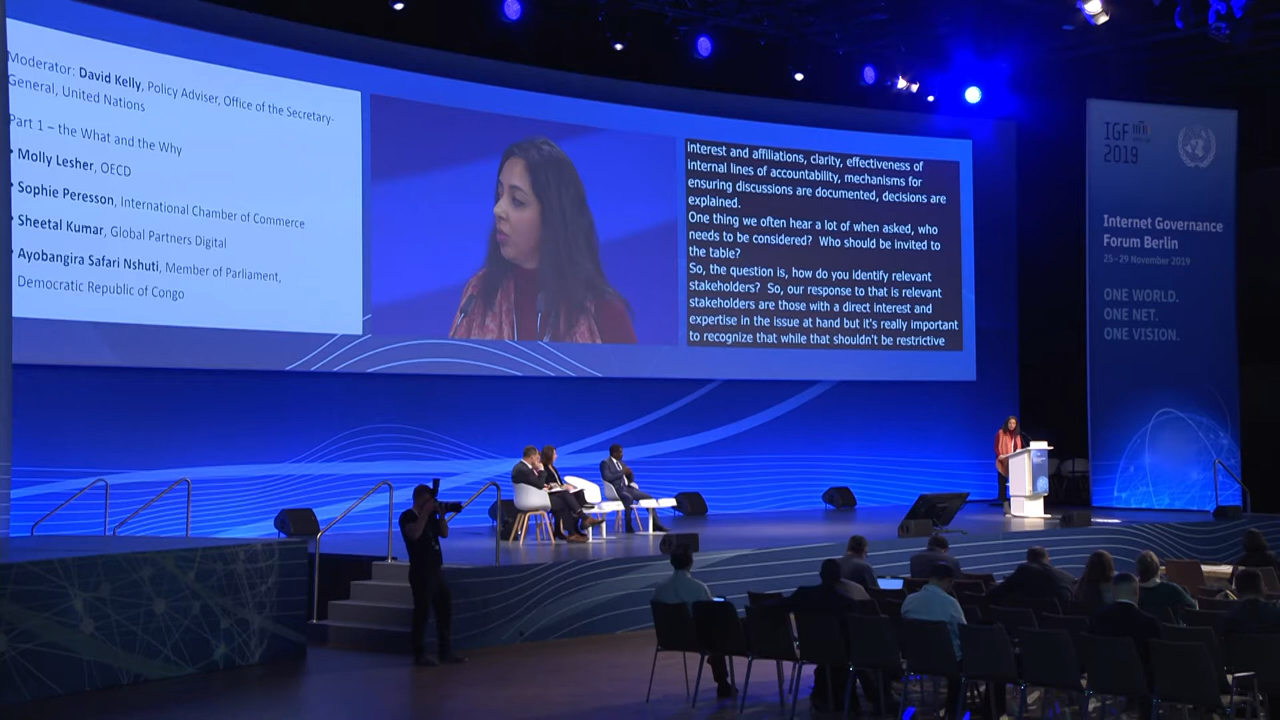 Moderator: David Kelly, Policy Adviser, Office of the Secretary-
General, United Nations
Part 1 – the What and the Why
• Molly Lesher, OECD
• Sophie Peresson, International Chamber of Commerce
• Sheetal Kumar, Global Partners Digital
• Ayobangira Safari Nshuti, Member of Parliament,
Democratic Republic of Congo
interest and affiliations, clarity, effectiveness of
internal lines of accountability, mechanisms for
ensuring discussions are documented, decisions are
explained.
One thing we often hear a lot of when asked, who
needs to be considered? Who should be invited to
the table?
So, the question is, how do you identify relevant
stakeholders? So, our response to that is relevant
stakeholders are those with a direct interest and
expertise in the issue at hand but it's really important
to recognize that while that shouldn't be restrictive
IGF
2019
Internet Governance
Forum Berlin
25–29 November 2019
ONE WORLD.
ONE NET.
ONE VISION.